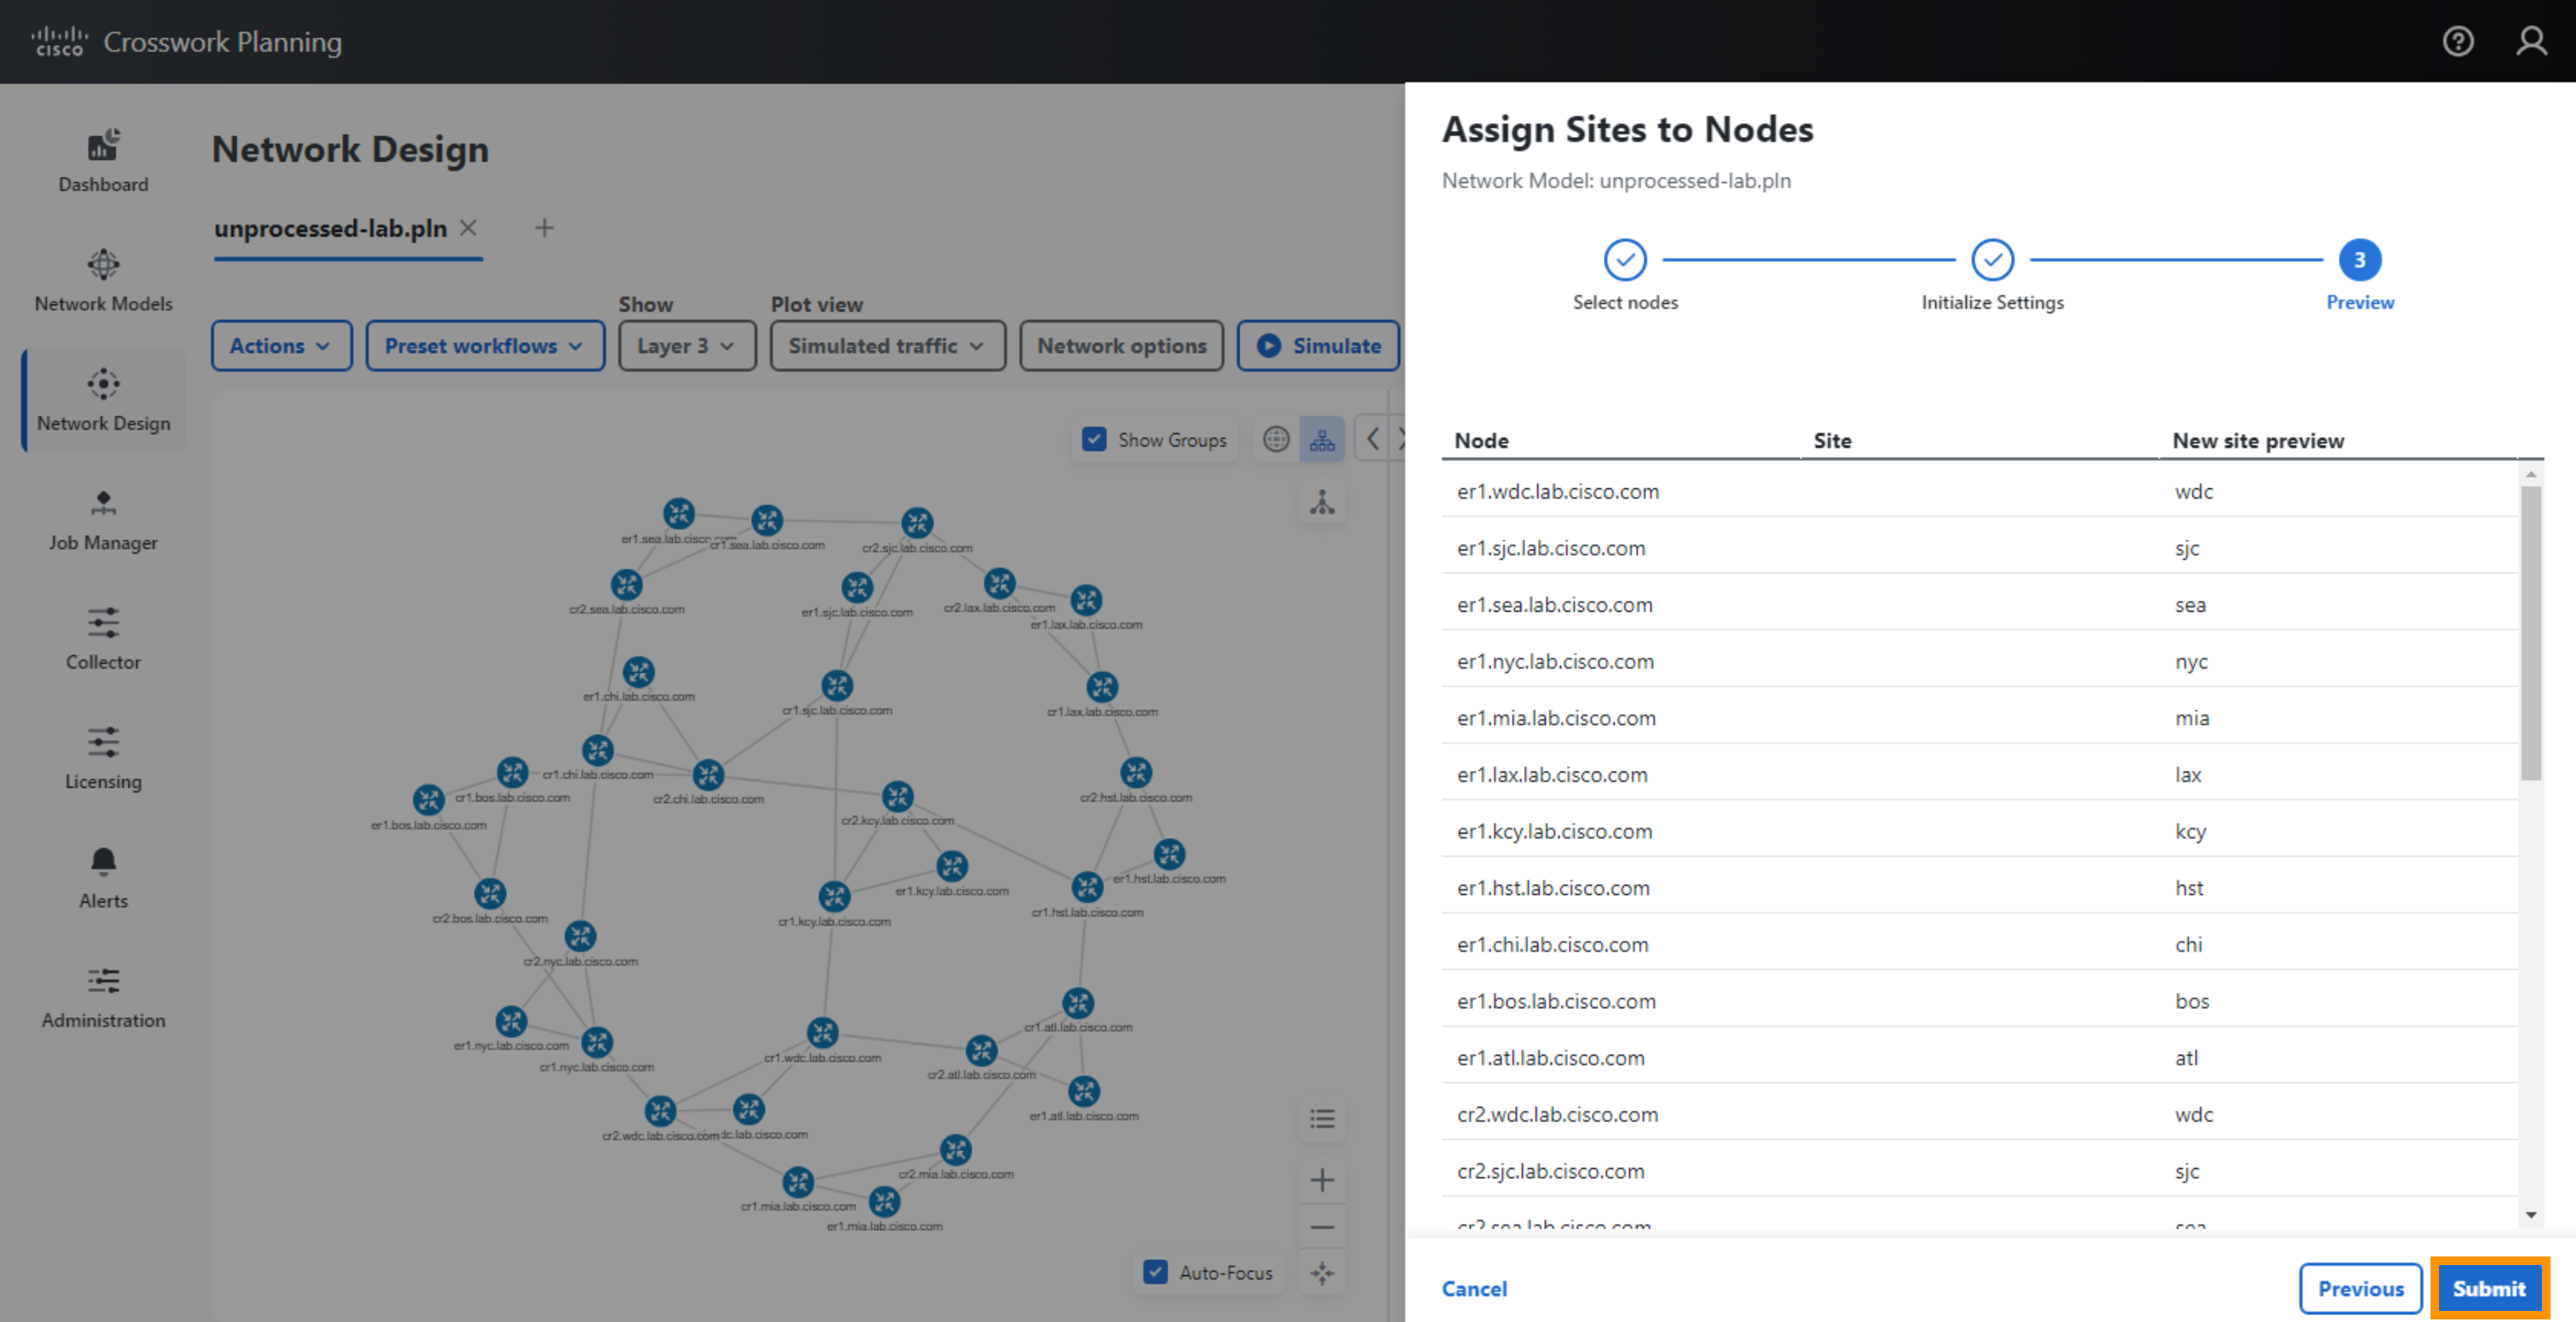 cisco Crosswork Planning
Dashboard
Network Models
Network Design
Job Manager
Collector
Licensing
Alerts
Administration
Network Design
unprocessed-lab.pln
Show
Plot view
Actions
Preset workflows
Layer 3
Simulated traffic
Network options
Simulate
Show Groups
er1.sea.lab.cisco
cr1.sea.lab.cisco.com
cr2.sjc.lab.cisco.com
cr2.sea.lab.cisco.com
er1.sjc.lab.cisco.com
cr2.lax.lab.cisco.com
er1.lax.lab.cisco.com
er1.chi.lab.cisco.com
cr1.sjc.lab.cisco.com
cr1.lax.lab.cisco.com
cr1.chi.lab.cisco.com
cr1.bos.lab.cisco.com
cr2.chi.lab.cisco.com
cr2.hst.lab.cisco.com
er1.bos.lab.cisco.com
cr2.kcy.lab.cisco.com
er1.hst.lab.cisco.com
er1.kcy.lab.cisco.com
cr2.bos.lab.cisco.com
cr1.kcy.lab.cisco.com
cr1.hst.lab.cisco.com
cr2.nyc.lab.cisco.com
er1.nyc.lab.cisco.com
cr1.atl.lab.cisco.com
cr1.nyc.lab.cisco.com
cr1.wdc.lab.cisco.com
cr2.atl.lab.cisco.com
er1.atl.lab.cisco.com
cr2.wdc.lab.cisco.com
lab.cisco.com
cr2.mia.lab.cisco.com
cr1.mia.lab.cisco.com
er1.mia.lab.cisco.com
Auto-Focus
Assign Sites to Nodes
Network Model: unprocessed-lab.pln
3
Select nodes
Initialize Settings
Preview
Node Site New site preview
er1.wdc.lab.cisco.com wdc
er1.sjc.lab.cisco.com sjc
er1.sea.lab.cisco.com sea
er1.nyc.lab.cisco.com nyc
er1.mia.lab.cisco.com mia
er1.lax.lab.cisco.com lax
er1.kcy.lab.cisco.com kcy
er1.hst.lab.cisco.com hst
er1.chi.lab.cisco.com chi
er1.bos.lab.cisco.com bos
er1.atl.lab.cisco.com atl
cr2.wdc.lab.cisco.com wdc
cr2.sjc.lab.cisco.com sjc
cr2.sea.lab.cisco.com sea
Cancel
Previous
Submit